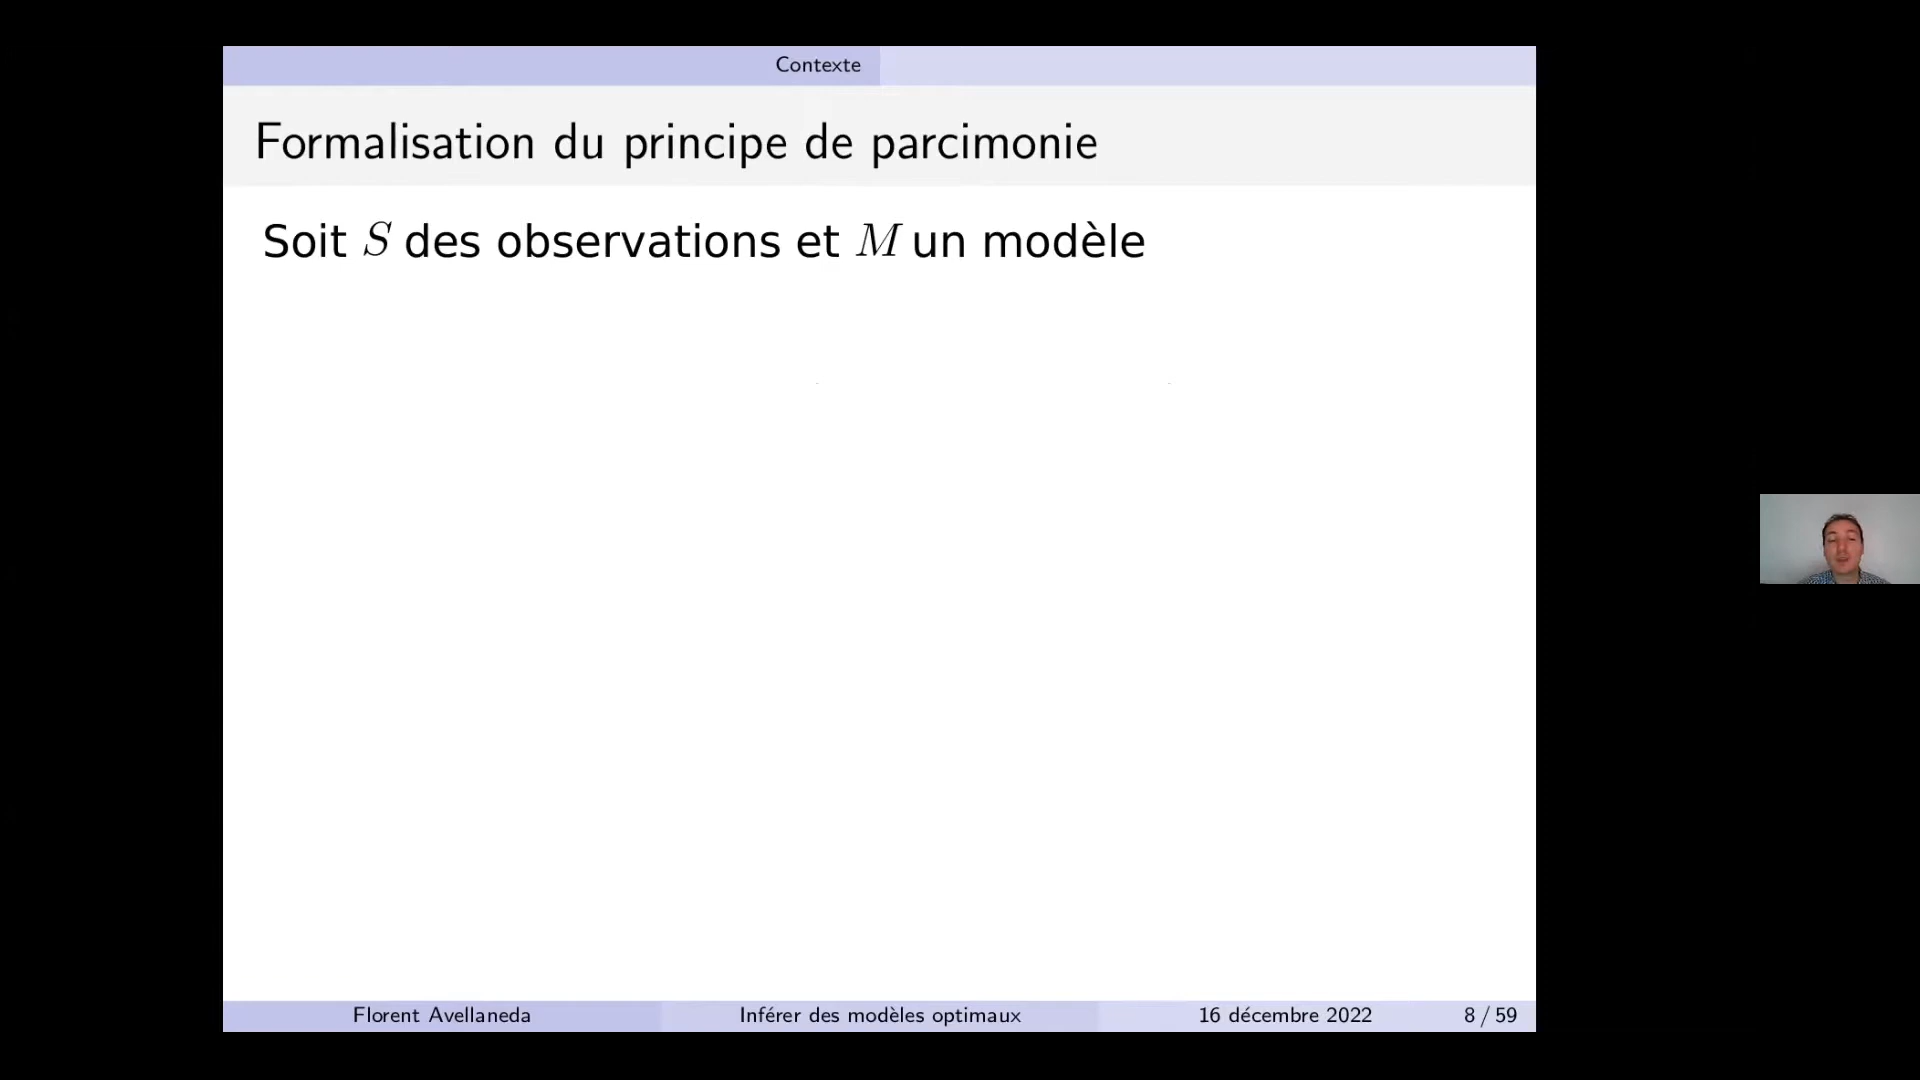 Contexte
Formalisation du principe de parcimonie
Soit S des observations et M un modèle
Florent Avellaneda
Inférer des modèles optimaux
16 décembre 2022
8 / 59